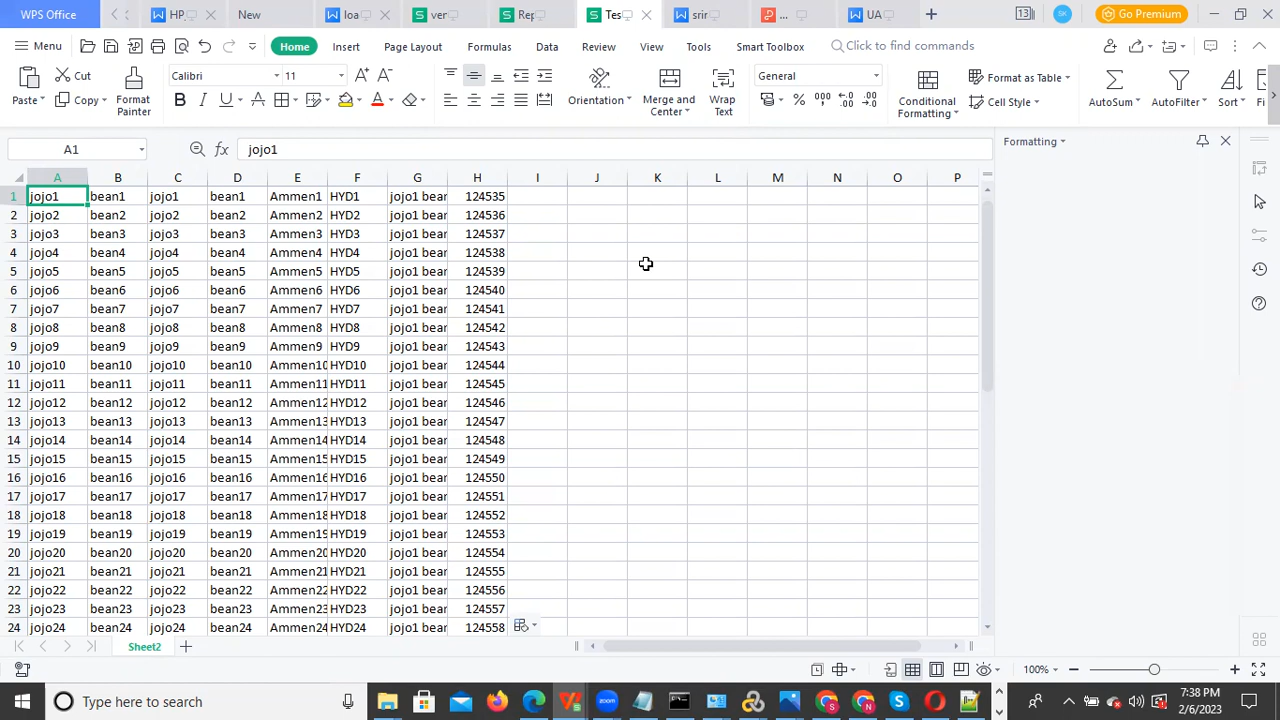 WPS Office HP New loa ver Rep Tes srir ... UA Go Premium
Menu Home Insert Page Layout Formulas Data Review View Tools Smart Toolbox Click to find commands
Cut Calibri 11 General Format as Table
Paste Copy Format Painter Orientation Merge and Center Wrap Text Conditional Formatting Cell Style AutoSum AutoFilter Sort Fi
A1 fx jojo1 Formatting
A B C D E F G H I J K L M N O P
1 jojo1 bean1 jojo1 bean1 Ammen1 HYD1 jojo1 bear 124535
2 jojo2 bean2 jojo2 bean2 Ammen2 HYD2 jojo1 bear 124536
3 jojo3 bean3 jojo3 bean3 Ammen3 HYD3 jojo1 bear 124537
4 jojo4 bean4 jojo4 bean4 Ammen4 HYD4 jojo1 bear 124538
5 jojo5 bean5 jojo5 bean5 Ammen5 HYD5 jojo1 bear 124539
6 jojo6 bean6 jojo6 bean6 Ammen6 HYD6 jojo1 bear 124540
7 jojo7 bean7 jojo7 bean7 Ammen7 HYD7 jojo1 bear 124541
8 jojo8 bean8 jojo8 bean8 Ammen8 HYD8 jojo1 bear 124542
9 jojo9 bean9 jojo9 bean9 Ammen9 HYD9 jojo1 bear 124543
10 jojo10 bean10 jojo10 bean10 Ammen10 HYD10 jojo1 bear 124544
11 jojo11 bean11 jojo11 bean11 Ammen11 HYD11 jojo1 bear 124545
12 jojo12 bean12 jojo12 bean12 Ammen12 HYD12 jojo1 bear 124546
13 jojo13 bean13 jojo13 bean13 Ammen13 HYD13 jojo1 bear 124547
14 jojo14 bean14 jojo14 bean14 Ammen14 HYD14 jojo1 bear 124548
15 jojo15 bean15 jojo15 bean15 Ammen15 HYD15 jojo1 bear 124549
16 jojo16 bean16 jojo16 bean16 Ammen16 HYD16 jojo1 bear 124550
17 jojo17 bean17 jojo17 bean17 Ammen17 HYD17 jojo1 bear 124551
18 jojo18 bean18 jojo18 bean18 Ammen18 HYD18 jojo1 bear 124552
19 jojo19 bean19 jojo19 bean19 Ammen19 HYD19 jojo1 bear 124553
20 jojo20 bean20 jojo20 bean20 Ammen20 HYD20 jojo1 bear 124554
21 jojo21 bean21 jojo21 bean21 Ammen21 HYD21 jojo1 bear 124555
22 jojo22 bean22 jojo22 bean22 Ammen22 HYD22 jojo1 bear 124556
23 jojo23 bean23 jojo23 bean23 Ammen23 HYD23 jojo1 bear 124557
24 jojo24 bean24 jojo24 bean24 Ammen24 HYD24 jojo1 bear 124558
Sheet2
100%
Type here to search zoom 7:38 PM
2/6/2023